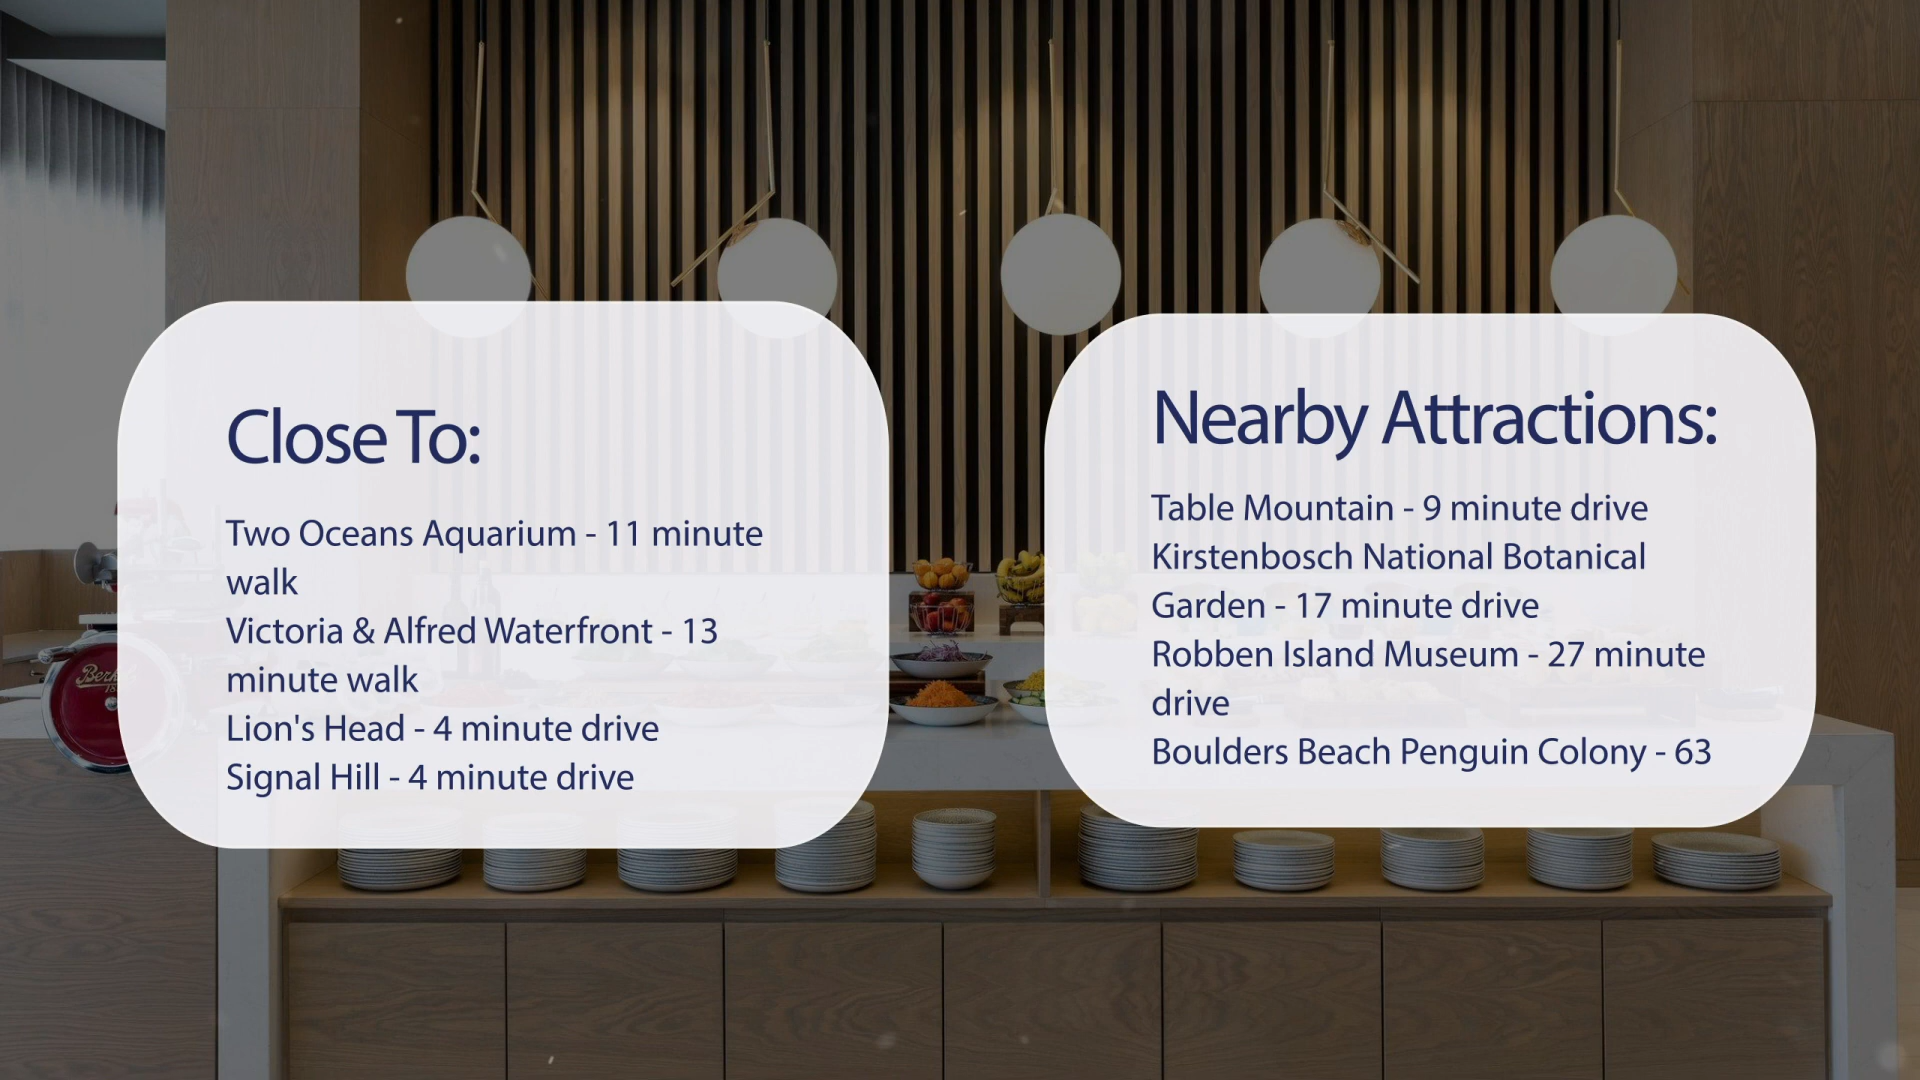 Close To:
Two Oceans Aquarium - 11 minute
walk
Victoria & Alfred Waterfront - 13
minute walk
Lion's Head - 4 minute drive
Signal Hill - 4 minute drive
Nearby Attractions:
Table Mountain - 9 minute drive
Kirstenbosch National Botanical
Garden - 17 minute drive
Robben Island Museum - 27 minute
drive
Boulders Beach Penguin Colony - 63